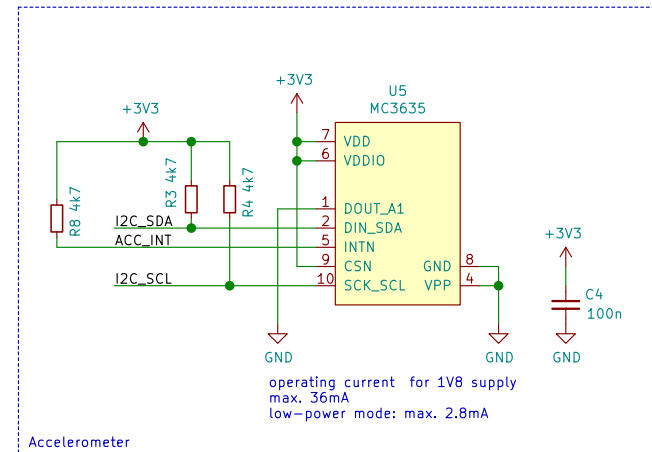 +3V3
U5
MC3635
+3V3
7 VDD
6 VDDIO
R3 4k7
R4 4k7
R8 4k7
1 DOUT_A1
I2C_SDA
2 DIN_SDA
ACC_INT
5 INTN
+3V3
9 CSN
GND 8
I2C_SCL
10 SCK_SCL
VPP 4
C4
100n
GND
GND
GND
operating current  for 1V8 supply
max. 36mA
low-power mode: max. 2.8mA
Accelerometer